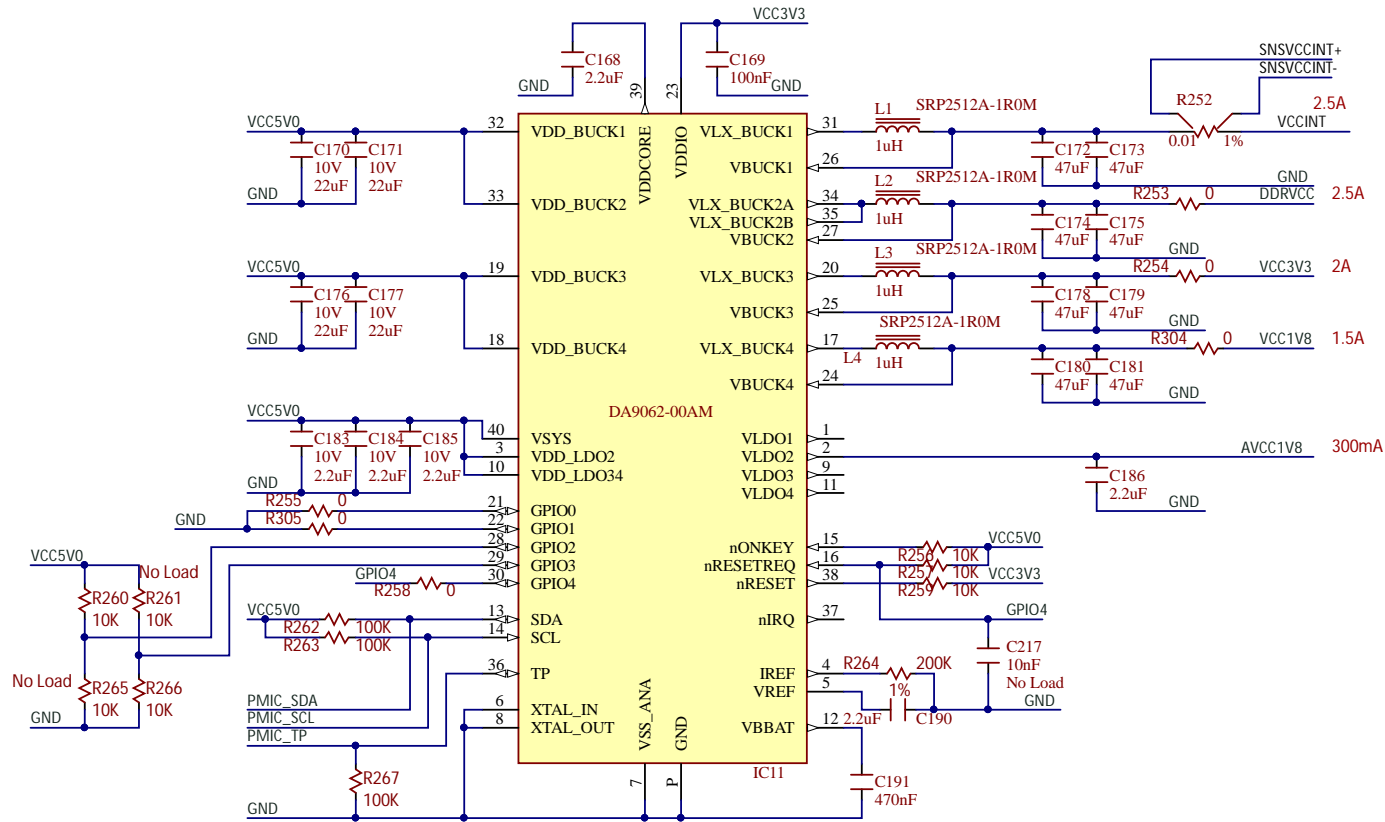 VCC3V3
C168
2.2uF
GND
C169
100nF
GND
39
23
VDDCORE
VDDIO
SNSVCCINT+
SNSVCCINT-
R252
2.5A
VCCINT
0.01
1%
VCC5V0
C170
10V
22uF
C171
10V
22uF
GND
32
VDD_BUCK1
33
VDD_BUCK2
VLX_BUCK1
31
L1
SRP2512A-1R0M
1uH
VBUCK1
26
C172
47uF
C173
47uF
GND
SRP2512A-1R0M
VLX_BUCK2A
34
L2
1uH
VLX_BUCK2B
35
VBUCK2
27
C174
47uF
C175
47uF
GND
R253
0
DDRVCC
2.5A
VCC5V0
C176
10V
22uF
C177
10V
22uF
GND
19
VDD_BUCK3
18
VDD_BUCK4
SRP2512A-1R0M
VLX_BUCK3
20
L3
1uH
VBUCK3
25
C178
47uF
C179
47uF
GND
R254
0
VCC3V3
2A
SRP2512A-1R0M
VLX_BUCK4
17
L4
1uH
VBUCK4
24
C180
47uF
C181
47uF
GND
R304
0
VCC1V8
1.5A
DA9062-00AM
VCC5V0
C183
10V
2.2uF
C184
10V
2.2uF
C185
10V
2.2uF
GND
40
VSYS
3
VDD_LDO2
10
VDD_LDO34
VLDO1
1
VLDO2
2
VLDO3
9
VLDO4
11
AVCC1V8
300mA
C186
2.2uF
GND
R255
0
GND
R305
0
21
GPIO0
22
GPIO1
28
GPIO2
29
GPIO3
30
GPIO4
GPIO4
R258
0
VCC5V0
No Load
R260
10K
R261
10K
No Load
R265
10K
R266
10K
GND
VCC5V0
R262
100K
R263
100K
13
SDA
14
SCL
36
TP
PMIC_SDA
PMIC_SCL
PMIC_TP
6
XTAL_IN
8
XTAL_OUT
R267
100K
GND
nONKEY
15
nRESETREQ
16
nRESET
38
R256
10K
R257
10K
R259
10K
VCC5V0
VCC3V3
GPIO4
nIRQ
37
C217
10nF
No Load
IREF
4
R264
200K
1%
VREF
5
2.2uF
C190
GND
VBBAT
12
C191
470nF
VSS_ANA
GND
7
P
IC11